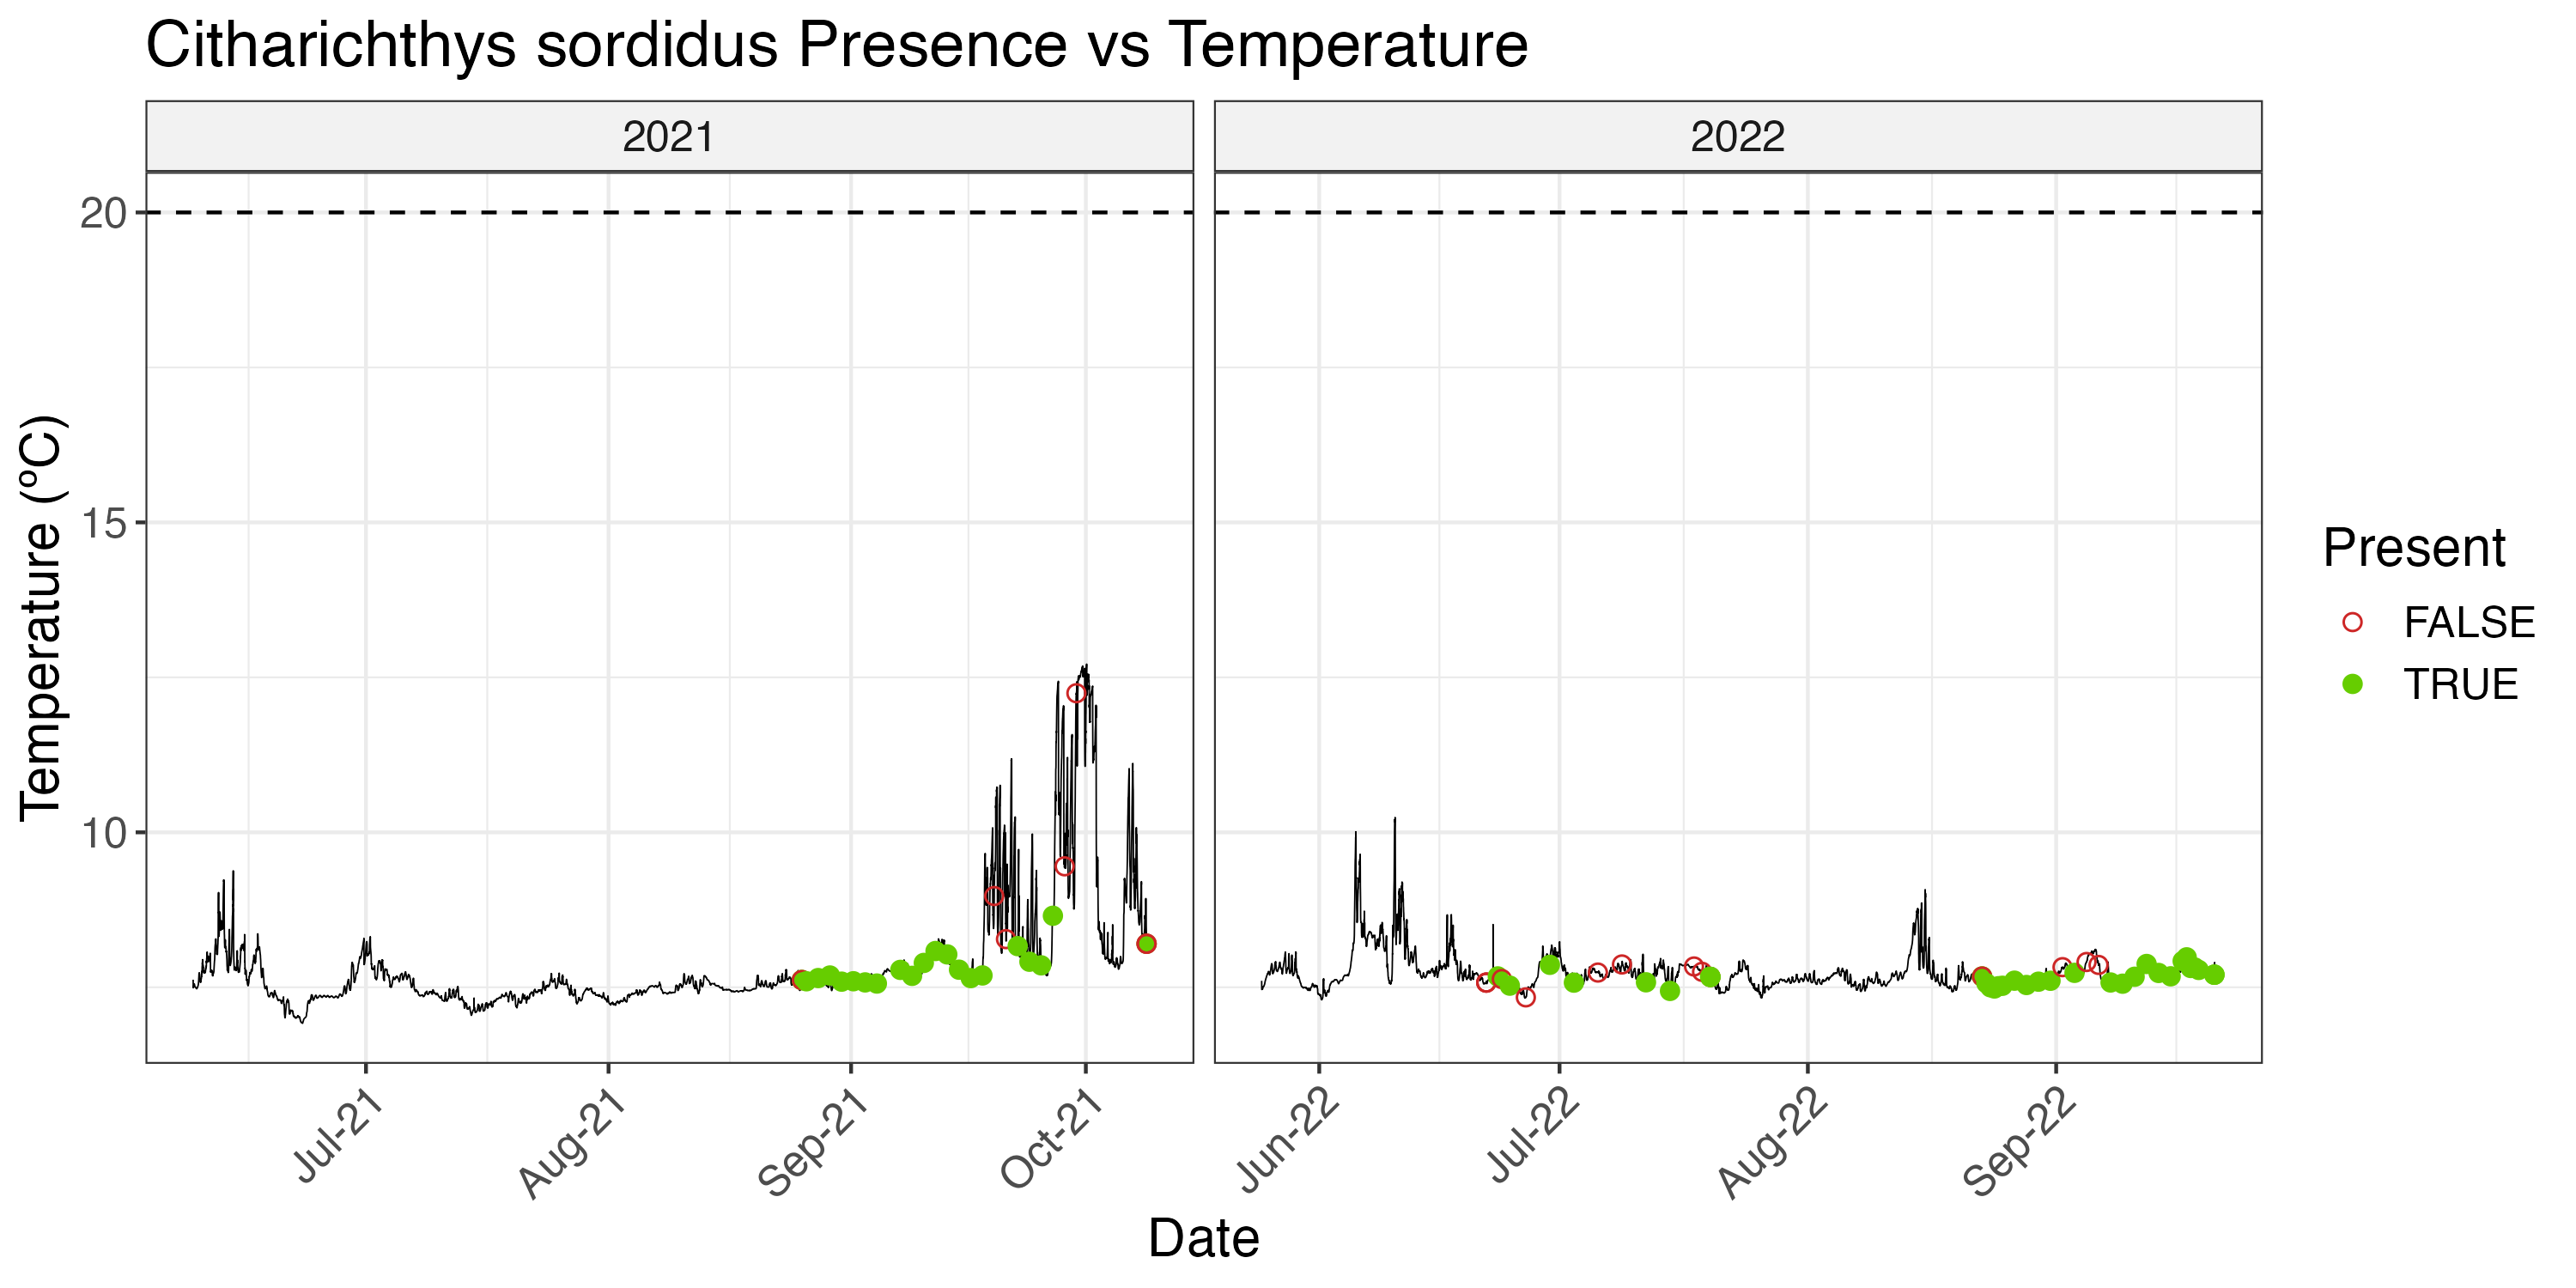 Citharichthys sordidus Presence vs Temperature
2021
2022
20
15
10
Temperature (ºC)
Jul-21
Aug-21
Sep-21
Oct-21
Jun-22
Jul-22
Aug-22
Sep-22
Date
Present
FALSE
TRUE